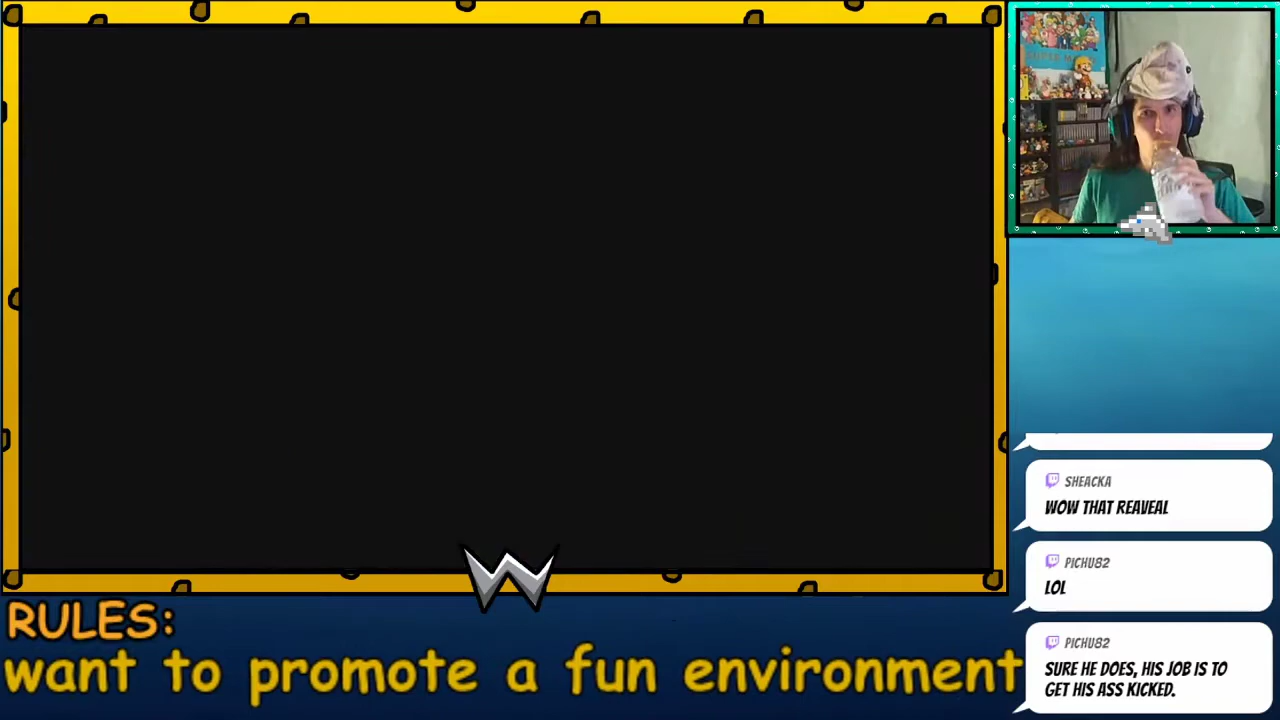 SUPER M
SHEACKA
WOW THAT REAVEAL
PICHU82
LOL
PICHU82
SURE HE DOES, HIS JOB IS TO
GET HIS ASS KICKED.
W
RULES:
want to promote a fun environment